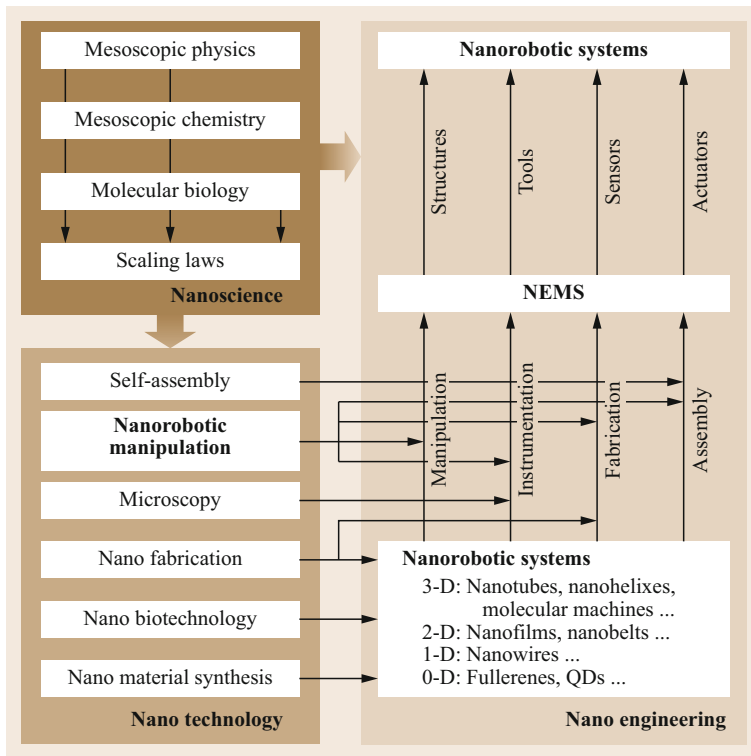 Mesoscopic physics
Mesoscopic chemistry
Molecular biology
Scaling laws
Nanoscience
Self-assembly
Nanorobotic
manipulation
Microscopy
Nano fabrication
Nano biotechnology
Nano material synthesis
Nano technology
Nanorobotic systems
Structures
Tools
Sensors
Actuators
NEMS
Manipulation
Instrumentation
Fabrication
Assembly
Nanorobotic systems
3-D: Nanotubes, nanohelixes,
molecular machines ...
2-D: Nanofilms, nanobelts ...
1-D: Nanowires ...
0-D: Fullerenes, QDs ...
Nano engineering